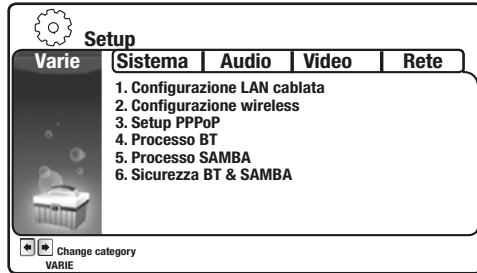 Setup
Varie Sistema Audio Video Rete
1. Configurazione LAN cablata
2. Configurazione wireless
3. Setup PPPoP
4. Processo BT
5. Processo SAMBA
6. Sicurezza BT & SAMBA
Change category
VARIE